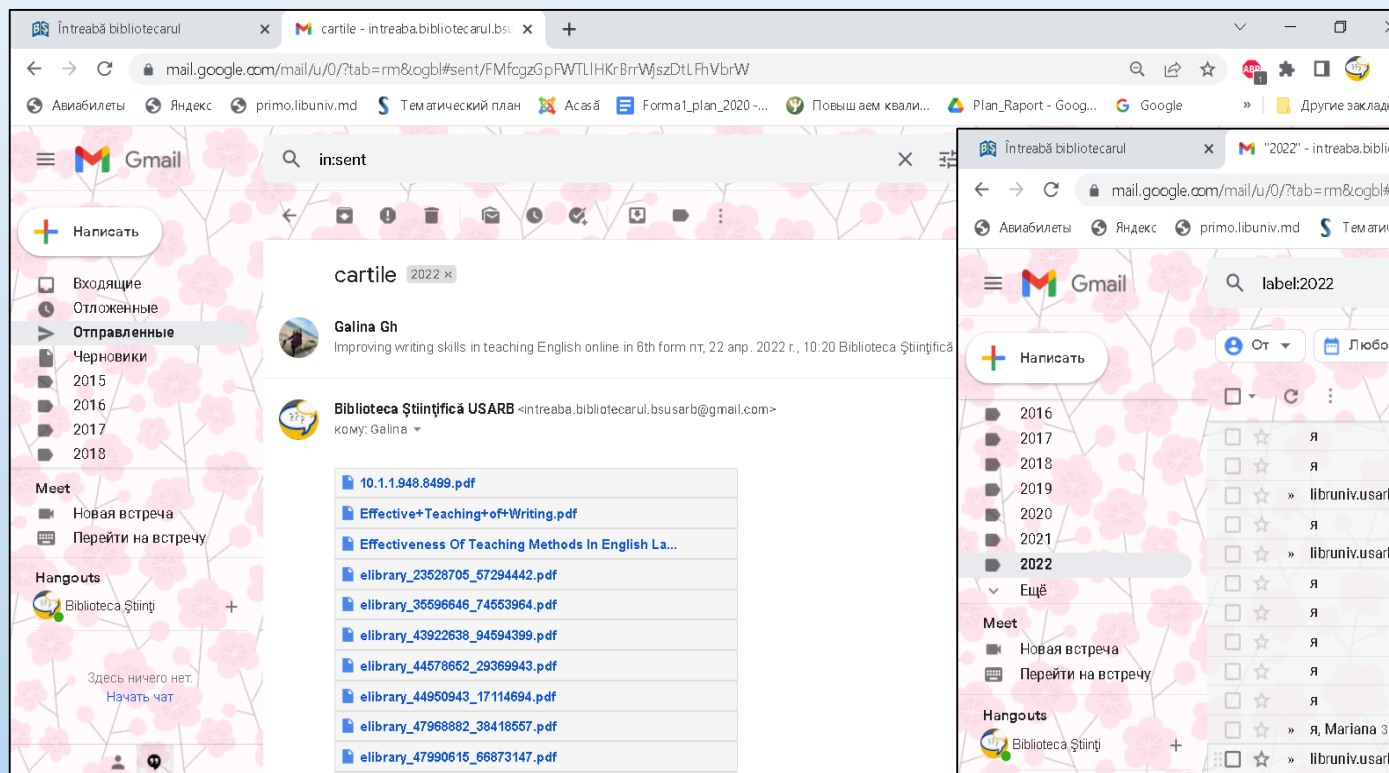 Întreabă bibliotecarul
cartile - intreaba.bibliotecarul.bsu
mail.google.com/mail/u/0/?tab=rm&ogbl#sent/FMfcgzGpFWTLlHKrBrrWjszDtLFhVbrW
ABP 1
Авиабилеты Яндекс primo.libuniv.md Тематический план Acasă Forma1_plan_2020 -... Повышаем квали... Plan_Raport - Goog... Google » Другие заклад
Gmail
in:sent
Написать
Входящие
Отложенные
Отправленные
Черновики
2015
2016
2017
2018
Meet
Новая встреча
Перейти на встречу
Hangouts
Biblioteca Ştiinţi
Здесь ничего нет.
Начать чат
cartile 2022 ×
Galina Gh
Improving writing skills in teaching English online in 6th form пт, 22 апр. 2022 г., 10:20 Biblioteca Ştiinţifică
Biblioteca Ştiinţifică USARB <intreaba.bibliotecarul.bsusarb@gmail.com>
кому: Galina
10.1.1.948.8499.pdf
Effective+Teaching+of+Writing.pdf
Effectiveness Of Teaching Methods In English La...
elibrary_23528705_57294442.pdf
elibrary_35596646_74553964.pdf
elibrary_43922638_94594399.pdf
elibrary_44578652_29369943.pdf
elibrary_44950943_17114694.pdf
elibrary_47968882_38418557.pdf
elibrary_47990615_66873147.pdf
Întreabă bibliotecarul
"2022" - intreaba.bibli
mail.google.com/mail/u/0/?tab=rm&ogbl#
Авиабилеты Яндекс primo.libuniv.md Темати
Gmail
label:2022
Написать
От
Любо
2016
2017
2018
2019
2020
2021
2022
Ещё
Meet
Новая встреча
Перейти на встречу
Hangouts
Biblioteca Ştiinţi
я
я
» libruniv.usarb
я
» libruniv.usarb
я
я
я
я
я
» я, Mariana 3
» libruniv.usarb